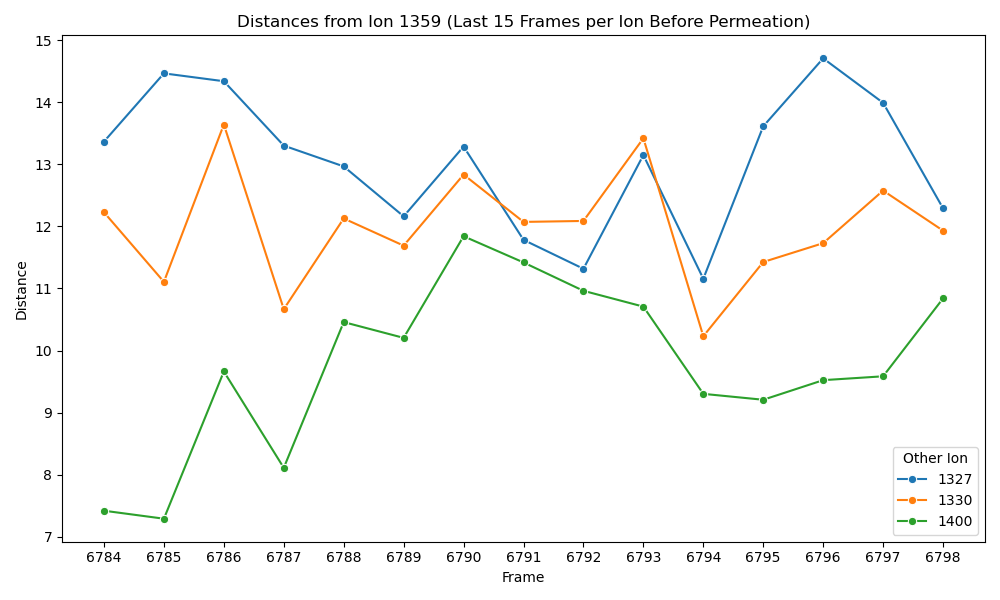 Distances from Ion 1359 (Last 15 Frames per Ion Before Permeation)
15
14
13
12
11
10
9
8
7
Distance
6784 6785 6786 6787 6788 6789 6790 6791 6792 6793 6794 6795 6796 6797 6798
Frame
Other Ion
1327
1330
1400